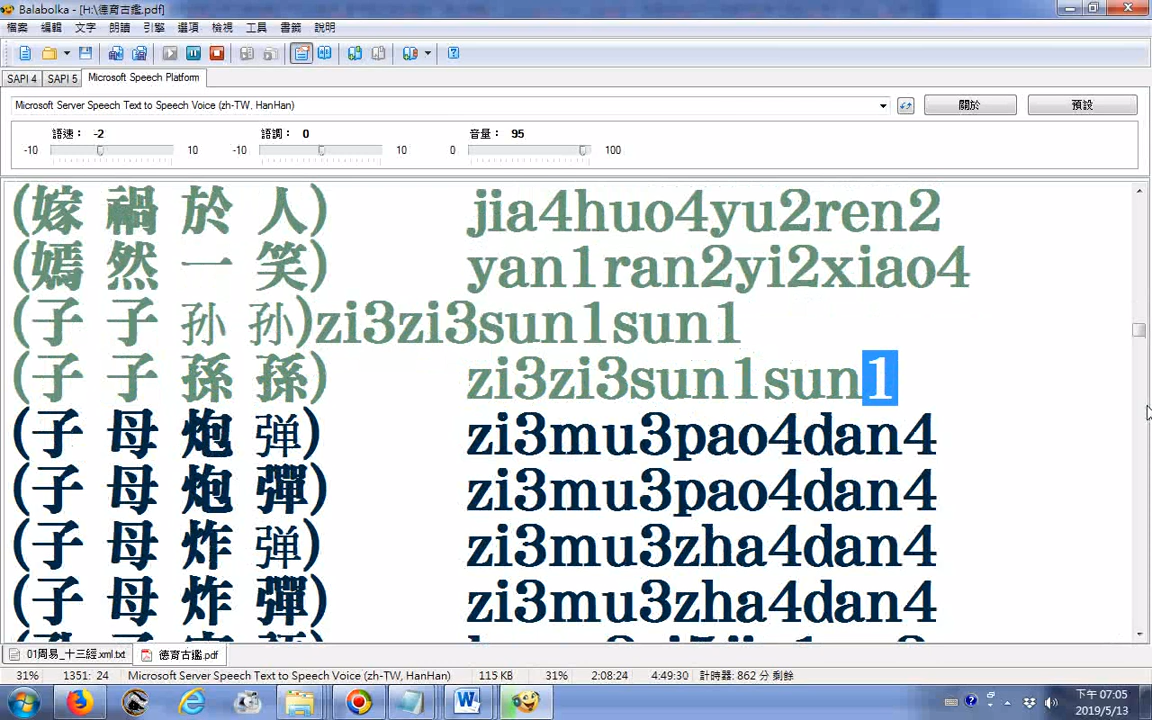 Balabolka - [H:\德育古鑑.pdf]
檔案 編輯 文字 朗讀 引擎 選項 檢視 工具 書籤 說明
SAPI 4 SAPI 5 Microsoft Speech Platform
Microsoft Server Speech Text to Speech Voice (zh-TW, HanHan) 關於 預設
語速： -2 語調： 0 音量： 95
-10 10 -10 10 0 100
(嫁 禍 於 人) jia4huo4yu2ren2
(嫣 然 一 笑) yan1ran2yi2xiao4
(子 子 孙 孙)zi3zi3sun1sun1
(子 子 孫 孫) zi3zi3sun1sun1
(子 母 炮 弹) zi3mu3pao4dan4
(子 母 炮 彈) zi3mu3pao4dan4
(子 母 炸 弹) zi3mu3zha4dan4
(子 母 炸 彈) zi3mu3zha4dan4
01周易_十三經.xml.txt 德育古鑑.pdf
31% 1351: 24 Microsoft Server Speech Text to Speech Voice (zh-TW, HanHan) 115 KB 31% 2:08:24 4:49:30 計時器: 862 分 剩餘
下午 07:05
2019/5/13